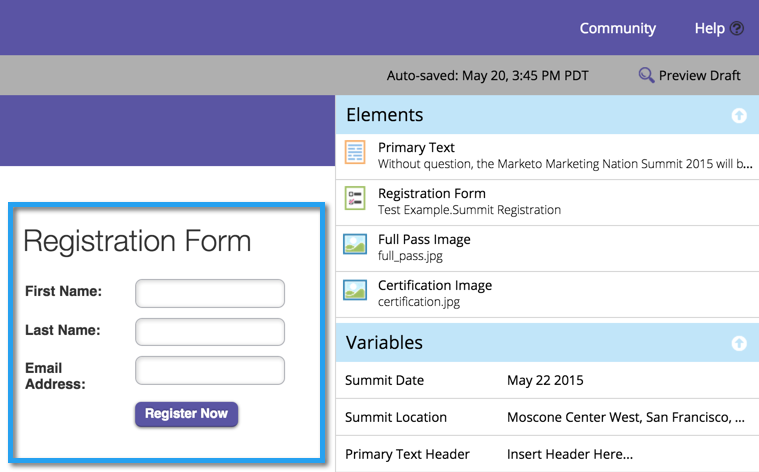 Community Help
Auto-saved: May 20, 3:45 PM PDT Preview Draft
Registration Form
First Name:
Last Name:
Email
Address:
Register Now
Elements
Primary Text
Without question, the Marketo Marketing Nation Summit 2015 will b...
Registration Form
Test Example.Summit Registration
Full Pass Image
full_pass.jpg
Certification Image
certification.jpg
Variables
Summit Date May 22 2015
Summit Location Moscone Center West, San Francisco, ...
Primary Text Header Insert Header Here...